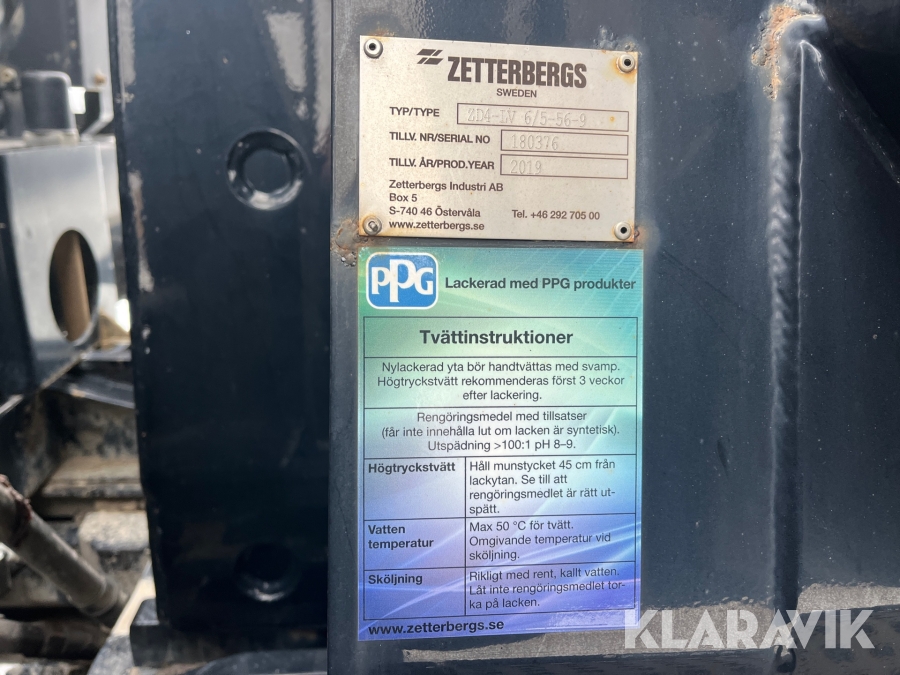 ZETTERBERGS
SWEDEN
TYP/TYPE ZD4-LV 6/5-56-9
TILLV. NR/SERIAL NO 180376
TILLV. ÅR/PROD.YEAR 2019
Zetterbergs Industri AB
Box 5
S-740 46 Östervåla Tel. +46 292 705 00
www.zetterbergs.se
PPG Lackerad med PPG produkter
Tvättinstruktioner
Nylackerad yta bör handtvättas med svamp.
Högtryckstvätt rekommenderas först 3 veckor
efter lackering.
Rengöringsmedel med tillsatser
(får inte innehålla lut om lacken är syntetisk).
Utspädning >100:1 pH 8–9.
Högtryckstvätt Håll munstycket 45 cm från
lackytan. Se till att
rengöringsmedlet är rätt ut-
spätt.
Vatten Max 50 °C för tvätt.
temperatur Omgivande temperatur vid
sköljning.
Sköljning Rikligt med rent, kallt vatten.
Låt inte rengöringsmedlet tor-
ka på lacken.
www.zetterbergs.se
KLARAVIK